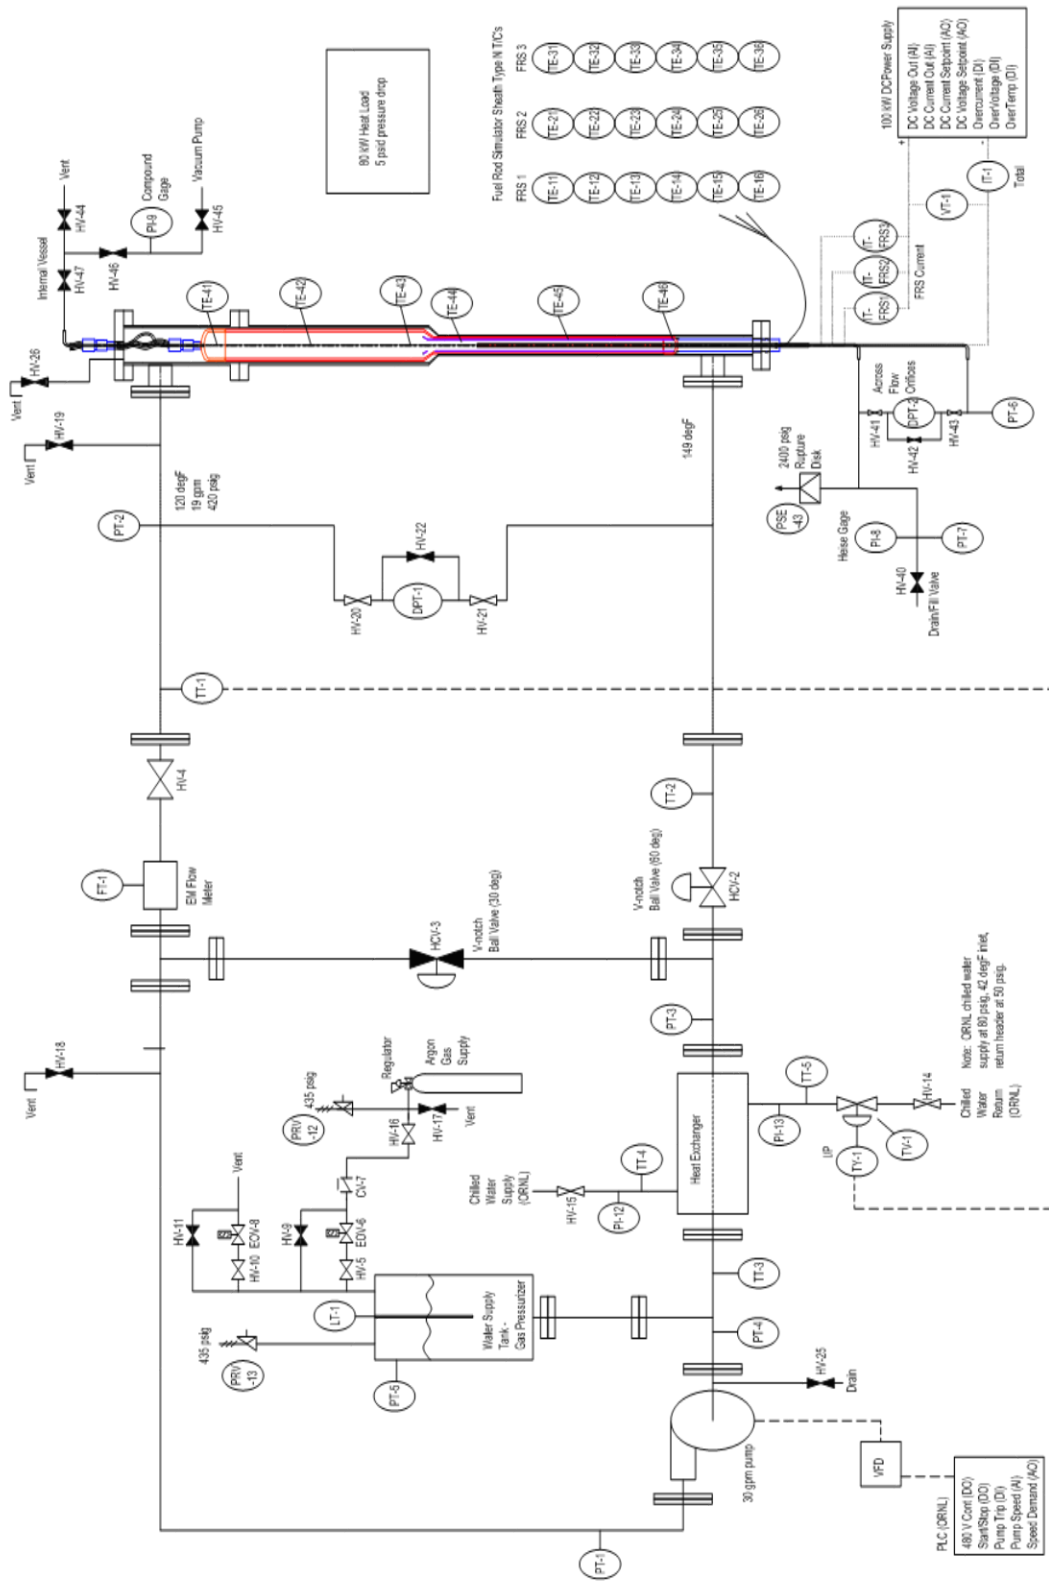 Vent
HV-44
Vacuum Pump
HV-45
Compound
Gage
PI-9
HV-46
Internal Vessel
HV-47
HV-26
Vent
HV-19
Vent
80 kW Heat Load
5 psid pressure drop
TE-41
TE-42
TE-43
TE-44
TE-45
TE-46
Fuel Rod Simulator Sheath Type N T/C's
FRS 1
FRS 2
FRS 3
TE-11
TE-21
TE-31
TE-12
TE-22
TE-32
TE-13
TE-23
TE-33
TE-14
TE-24
TE-34
TE-15
TE-25
TE-35
TE-16
TE-26
TE-36
100 kW DCPower Supply
DC Voltage Out (AI)
DC Current Out (AI)
DC Current Setpoint (AO)
DC Voltage Setpoint (AO)
Overcurrent (DI)
OverVoltage (DI)
OverTemp (DI)
+
-
IT-1
Total
VT-1
IT-
FRS3
IT-
FRS2
IT-
FRS1
FRS Current
120 degF
19 gpm
420 psig
PT-2
HV-22
HV-20
DPT-1
HV-21
149 degF
Across
Flow
Orifices
HV-41
DPT-2
HV-43
HV-42
PT-6
2400 psig
Rupture
Disk
PSE
-43
Heise Gage
PI-8
PT-7
HV-40
Drain/Fill Valve
TT-1
HV-4
FT-1
EM Flow
Meter
TT-2
V-notch
Ball Valve (60 deg)
HCV-2
HCV-3
V-notch
Ball Valve (30 deg)
PT-3
Vent
HV-18
Regulator
Argon
Gas
Supply
435 psig
PRV
-12
HV-16
HV-17
Vent
CV-7
Vent
HV-11
EOV-8
HV-10
HV-9
EOV-6
HV-5
LT-1
Water Supply
Tank -
Gas Pressurizer
435 psig
PRV
-13
PT-5
Chilled
Water
Supply
(ORNL)
HV-15
PI-12
TT-4
Heat Exchanger
TT-5
PI-13
HV-14
Chilled
Water
Return
(ORNL)
Note: ORNL chilled water
supply at 80 psig, 42 degF inlet,
return header at 50 psig.
I/P
TY-1
TV-1
TT-3
PT-4
HV-25
Drain
30 gpm pump
VFD
PLC (ORNL)
480 V Cont (DO)
Start/Stop (DO)
Pump Trip (DI)
Pump Speed (AI)
Speed Demand (AO)
PT-1